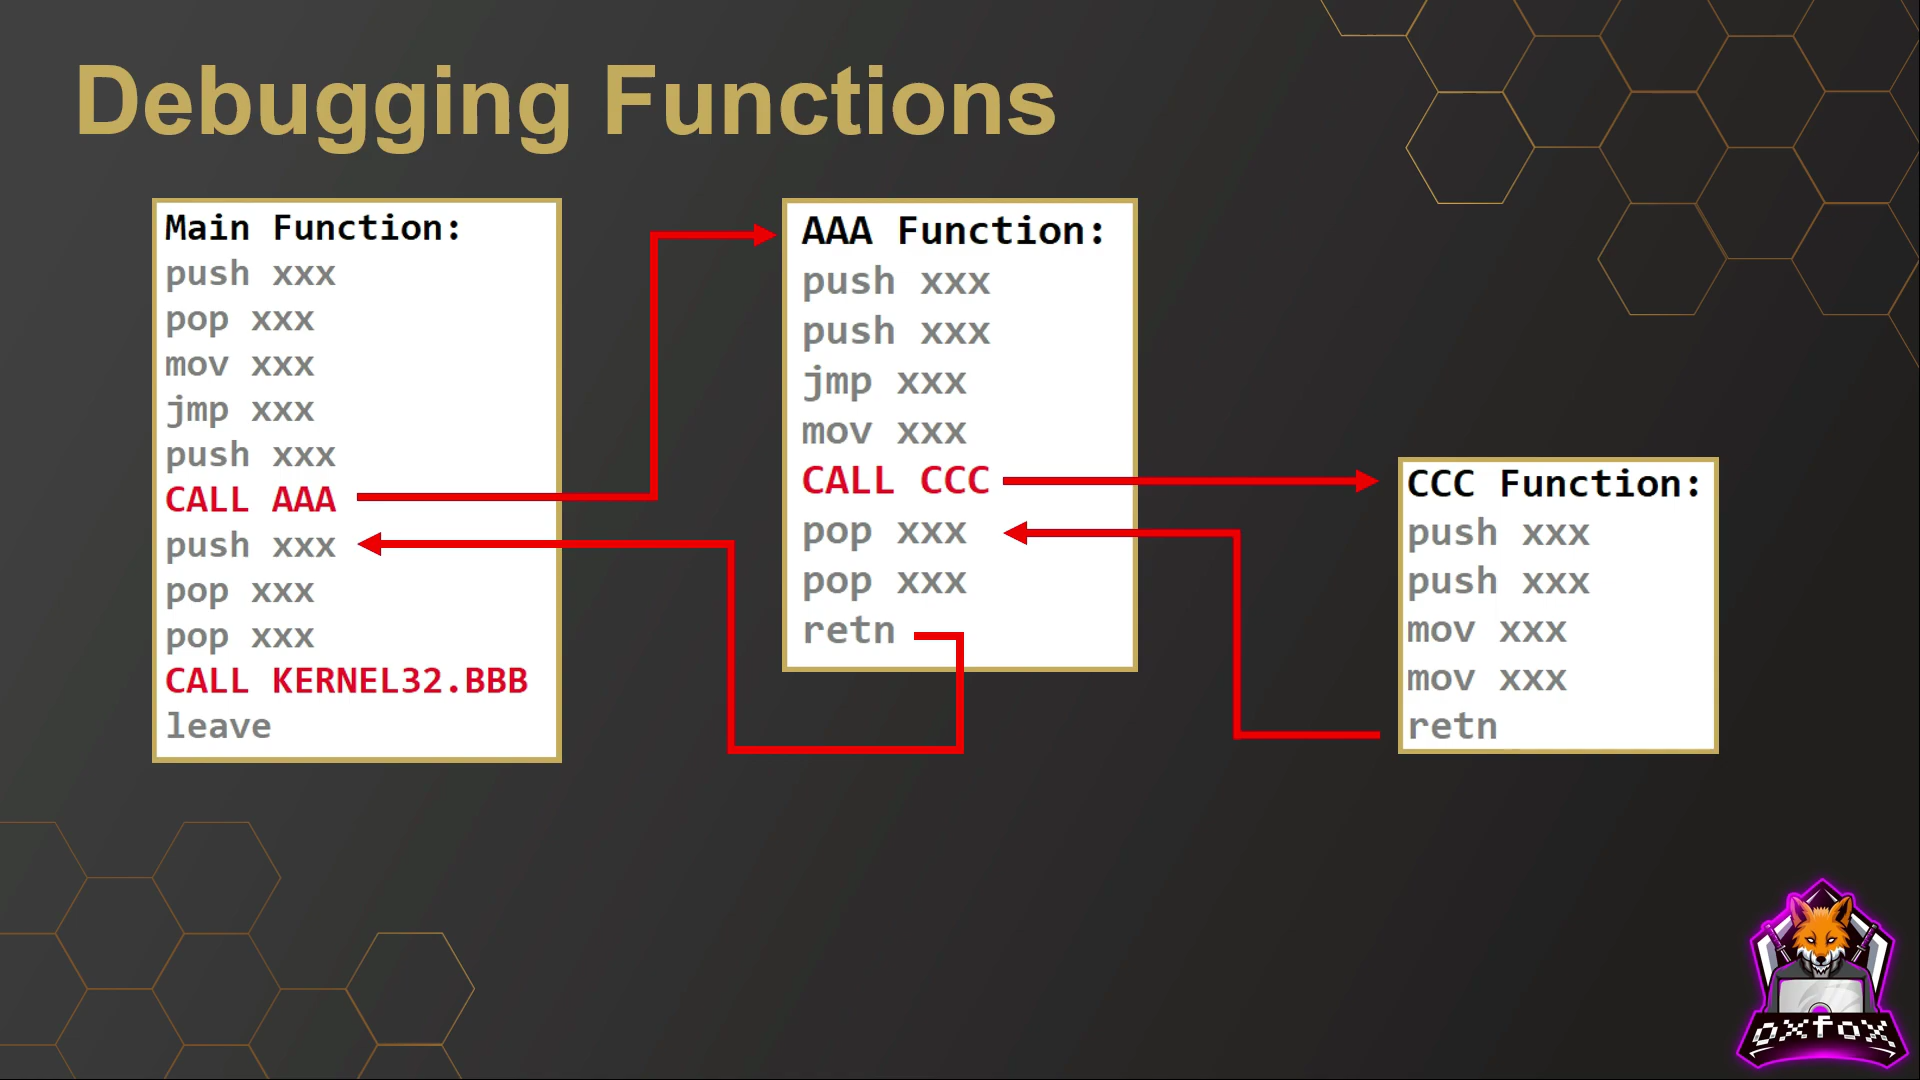 Debugging Functions
Main Function:
push xxx
pop xxx
mov xxx
jmp xxx
push xxx
CALL AAA
push xxx
pop xxx
pop xxx
CALL KERNEL32.BBB
leave
AAA Function:
push xxx
push xxx
jmp xxx
mov xxx
CALL CCC
pop xxx
pop xxx
retn
CCC Function:
push xxx
push xxx
mov xxx
mov xxx
retn
oxfox